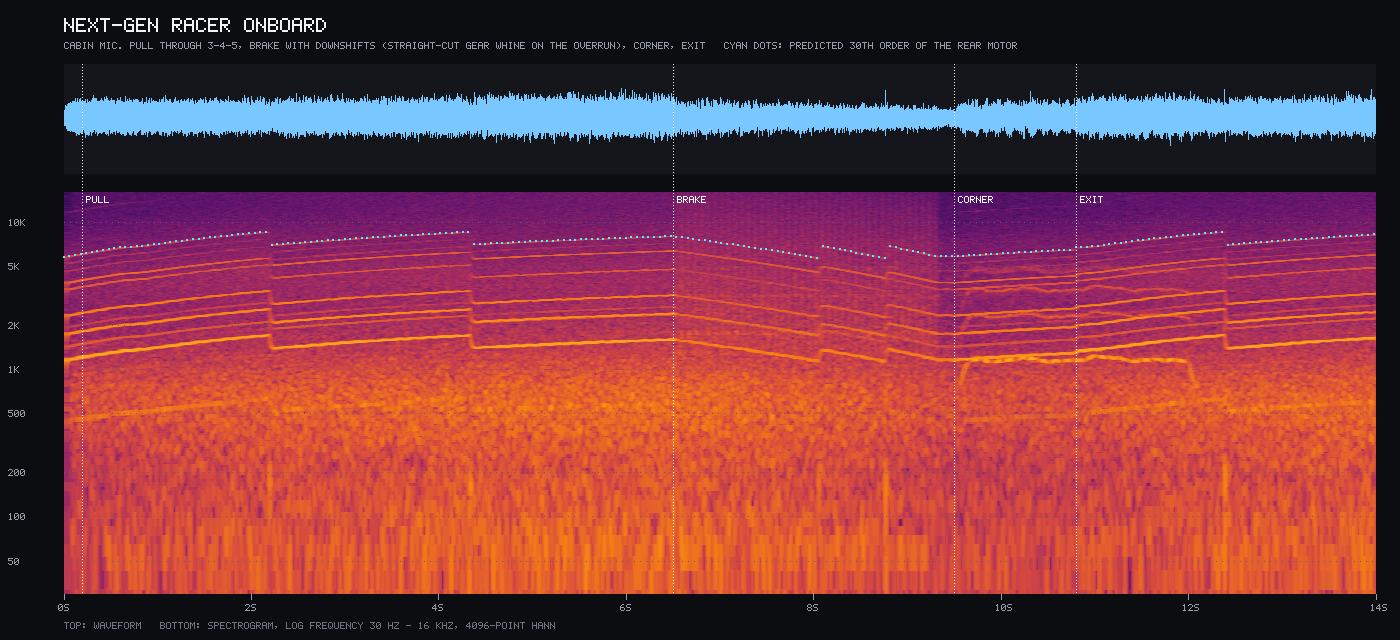 NEXT-GEN RACER ONBOARD
CABIN MIC. PULL THROUGH 3-4-5, BRAKE WITH DOWNSHIFTS (STRAIGHT-CUT GEAR WHINE ON THE OVERRUN), CORNER, EXIT   CYAN DOTS: PREDICTED 30TH ORDER OF THE REAR MOTOR
PULL BRAKE CORNER EXIT
10K
5K
2K
1K
500
200
100
50
0S 2S 4S 6S 8S 10S 12S 14S
TOP: WAVEFORM   BOTTOM: SPECTROGRAM, LOG FREQUENCY 30 HZ - 16 KHZ, 4096-POINT HANN